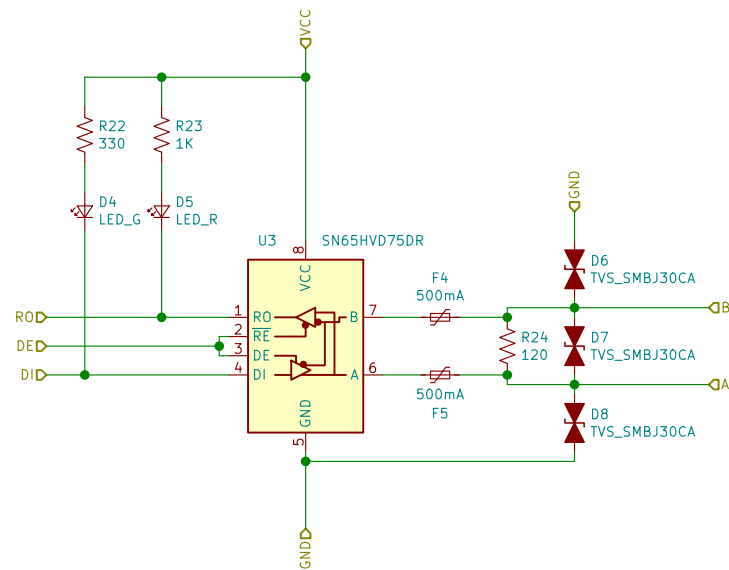 VCC
R22
330
R23
1K
D4
LED_G
D5
LED_R
GND
U3
SN65HVD75DR
8
VCC
F4
500mA
D6
TVS_SMBJ30CA
RO
1
RO
B
7
B
2
RE
DE
3
DE
R24
120
D7
TVS_SMBJ30CA
DI
4
DI
A
6
A
500mA
F5
GND
5
D8
TVS_SMBJ30CA
GND